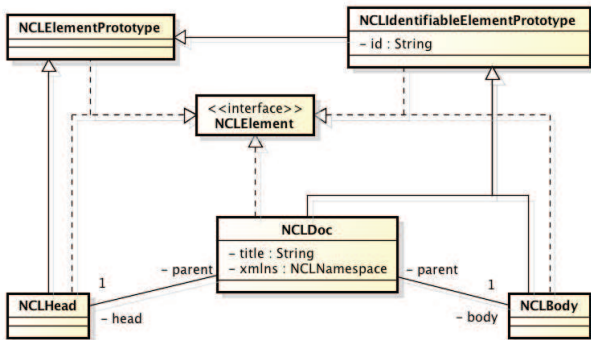 NCLElementPrototype
NCLIdentifiableElementPrototype
- id : String
<<interface>>
NCLElement
NCLDoc
- title : String
- xmlns : NCLNamespace
1
- parent
- parent
1
NCLHead
- head
- body
NCLBody